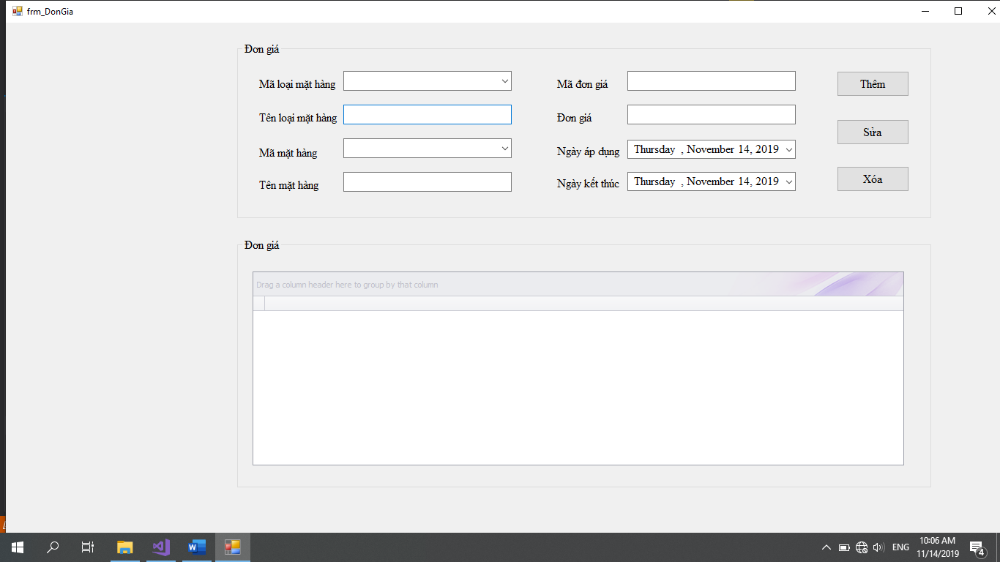 frm_DonGia
Đơn giá
Mã loại mặt hàng
Tên loại mặt hàng
Mã mặt hàng
Tên mặt hàng
Mã đơn giá
Đơn giá
Ngày áp dụng Thursday , November 14, 2019
Ngày kết thúc Thursday , November 14, 2019
Thêm
Sửa
Xóa
Đơn giá
Drag a column header here to group by that column
ENG
10:06 AM
11/14/2019
4